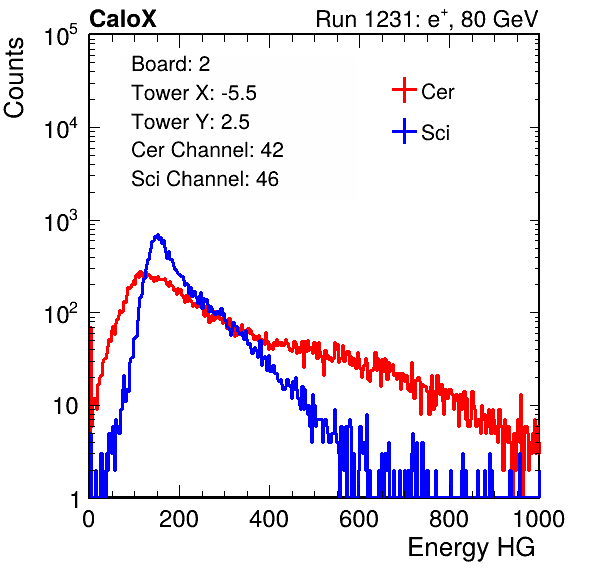 CaloX
Run 1231: e⁺, 80 GeV
Counts
10⁵
10⁴
10³
10²
10
1
Board: 2
Tower X: -5.5
Tower Y: 2.5
Cer Channel: 42
Sci Channel: 46
Cer
Sci
0 200 400 600 800 1000
Energy HG